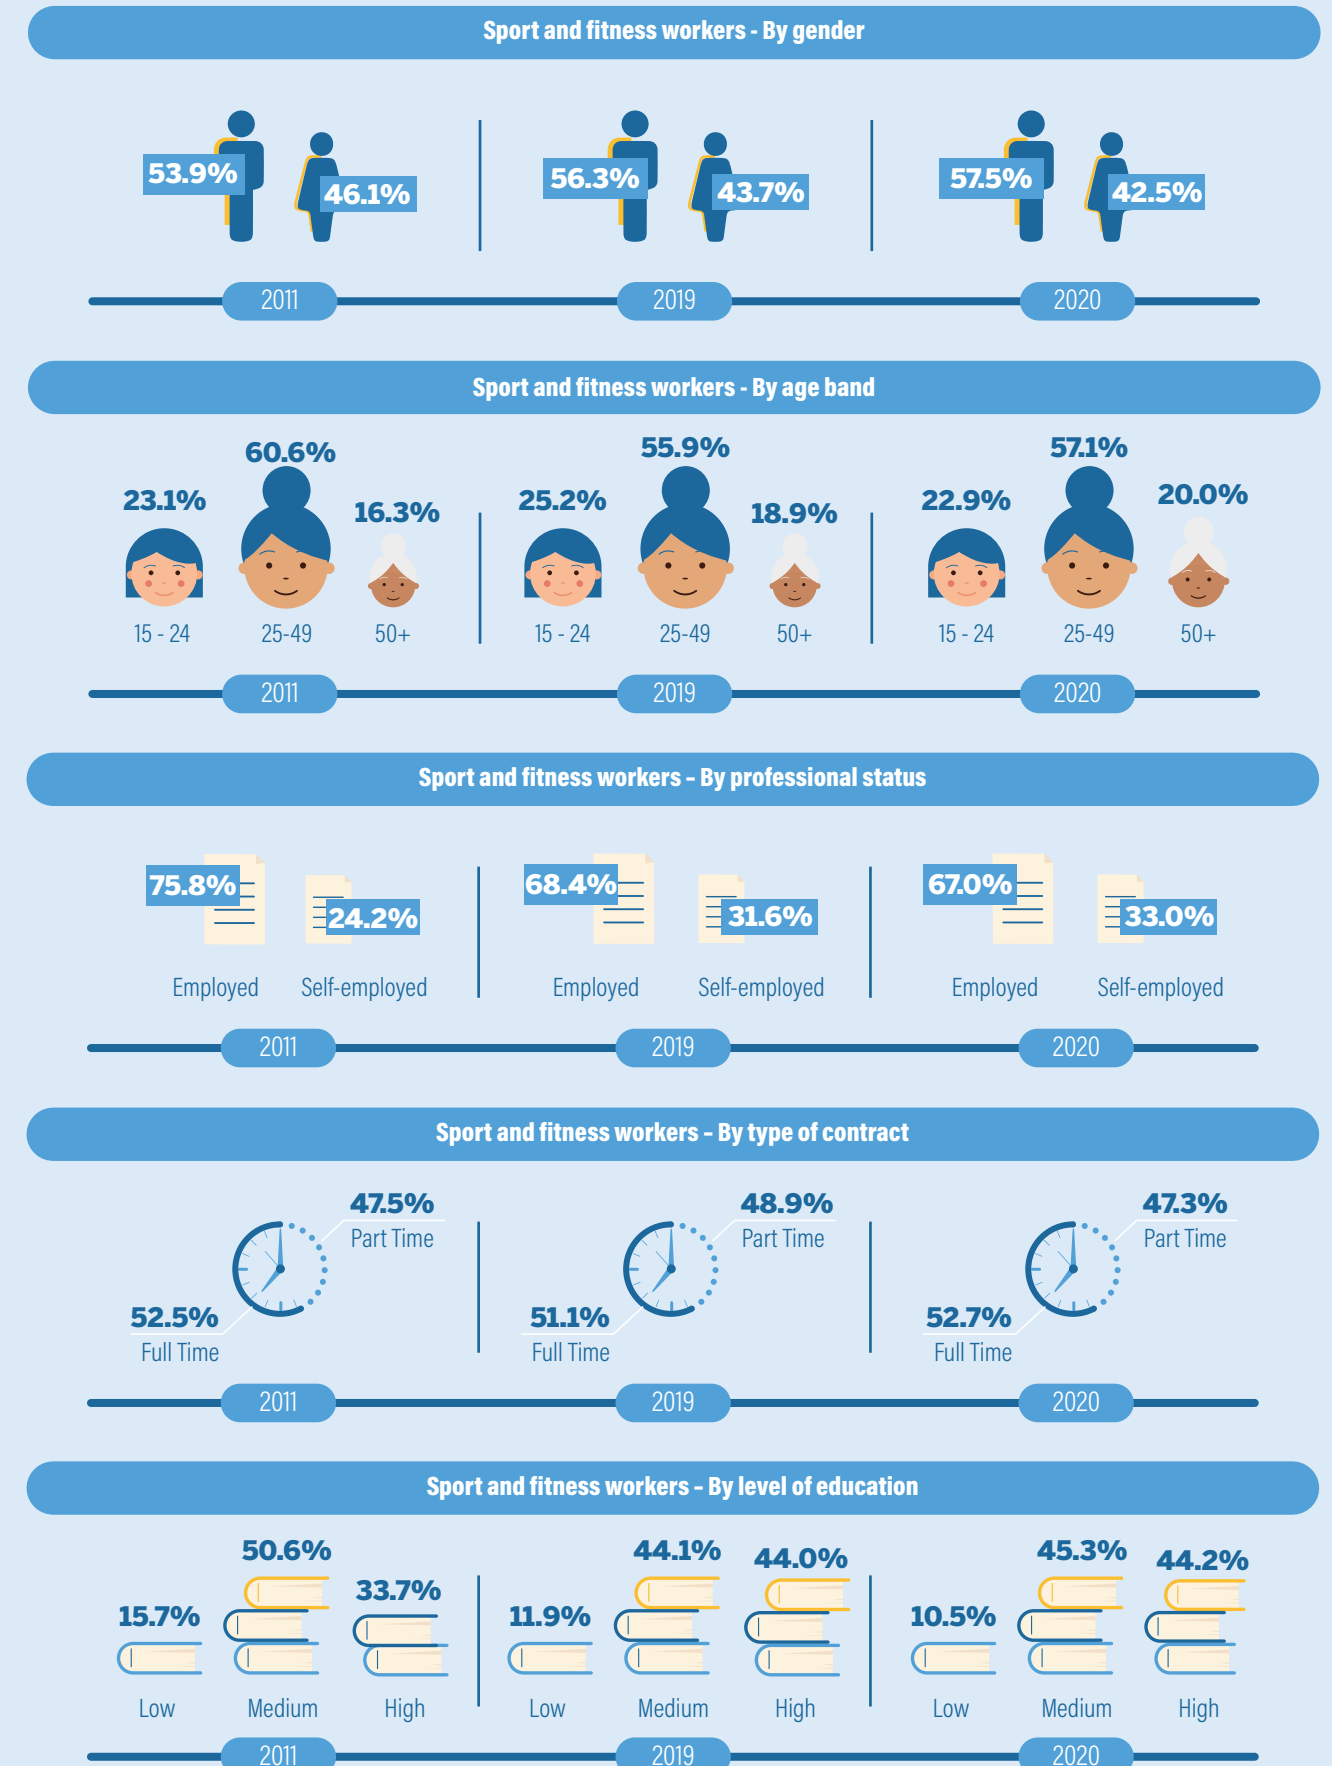 Sport and fitness workers - By gender
53.9%
46.1%
56.3%
43.7%
57.5%
42.5%
2011
2019
2020
Sport and fitness workers - By age band
23.1%
60.6%
16.3%
25.2%
55.9%
18.9%
22.9%
57.1%
20.0%
15 - 24
25-49
50+
15 - 24
25-49
50+
15 - 24
25-49
50+
2011
2019
2020
Sport and fitness workers – By professional status
75.8%
24.2%
68.4%
31.6%
67.0%
33.0%
Employed
Self-employed
Employed
Self-employed
Employed
Self-employed
2011
2019
2020
Sport and fitness workers – By type of contract
47.5%
Part Time
52.5%
Full Time
48.9%
Part Time
51.1%
Full Time
47.3%
Part Time
52.7%
Full Time
2011
2019
2020
Sport and fitness workers – By level of education
15.7%
50.6%
33.7%
11.9%
44.1%
44.0%
10.5%
45.3%
44.2%
Low
Medium
High
Low
Medium
High
Low
Medium
High
2011
2019
2020